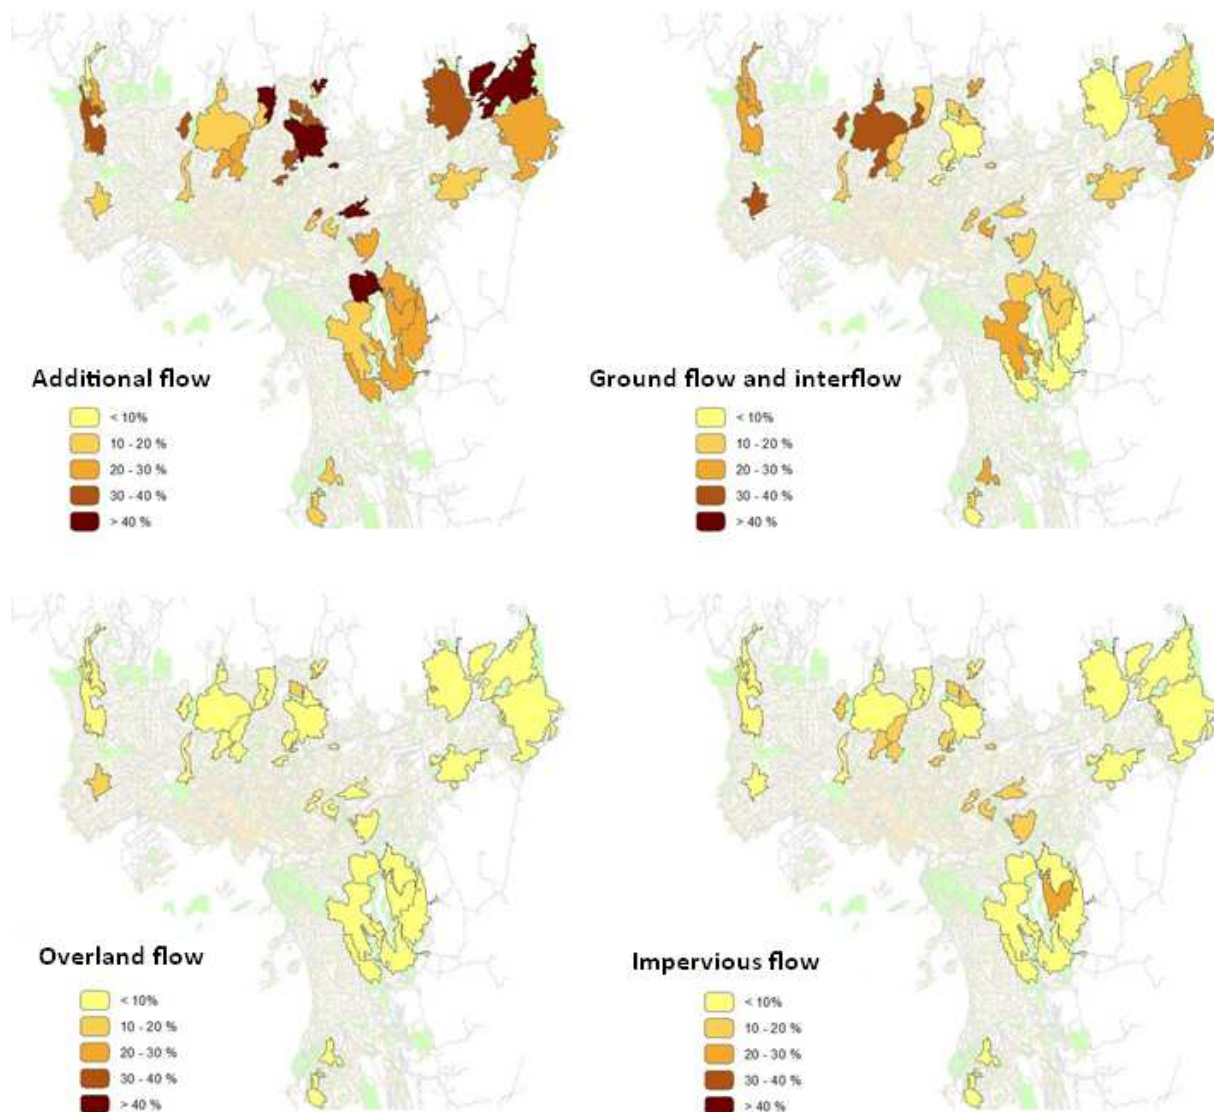 Additional flow
< 10%
10 - 20 %
20 - 30 %
30 - 40 %
> 40 %
Ground flow and interflow
< 10%
10 - 20 %
20 - 30 %
30 - 40 %
> 40 %
Overland flow
< 10%
10 - 20 %
20 - 30 %
30 - 40 %
> 40 %
Impervious flow
< 10%
10 - 20 %
20 - 30 %
30 - 40 %
> 40 %